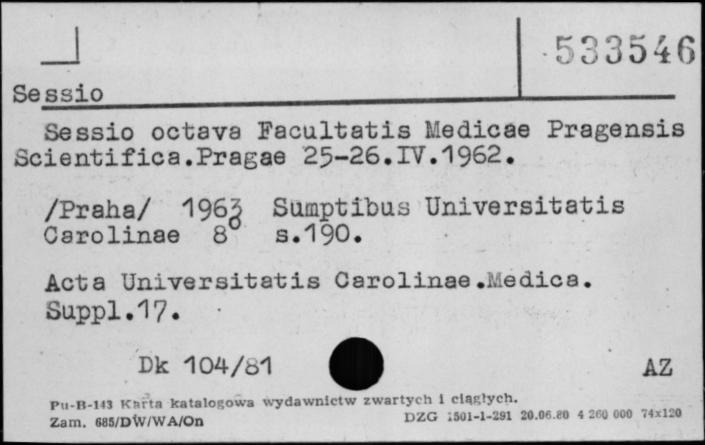 533546
Sessio
Sessio octava Facultatis Medicae Pragensis
Scientifica.Pragae 25-26.IV.1962.
/Praha/ 1963 Sumptibus Universitatis
Carolinae 8° s.190.
Acta Universitatis Carolinae.Medica.
Suppl.17.
Dk 104/81 AZ
Pu-B-143 Karta katalogowa wydawnictw zwartych i ciągłych.
Zam. 685/DW/WA/On DZG 1501-1-291 20.06.80 4 260 000 74x120